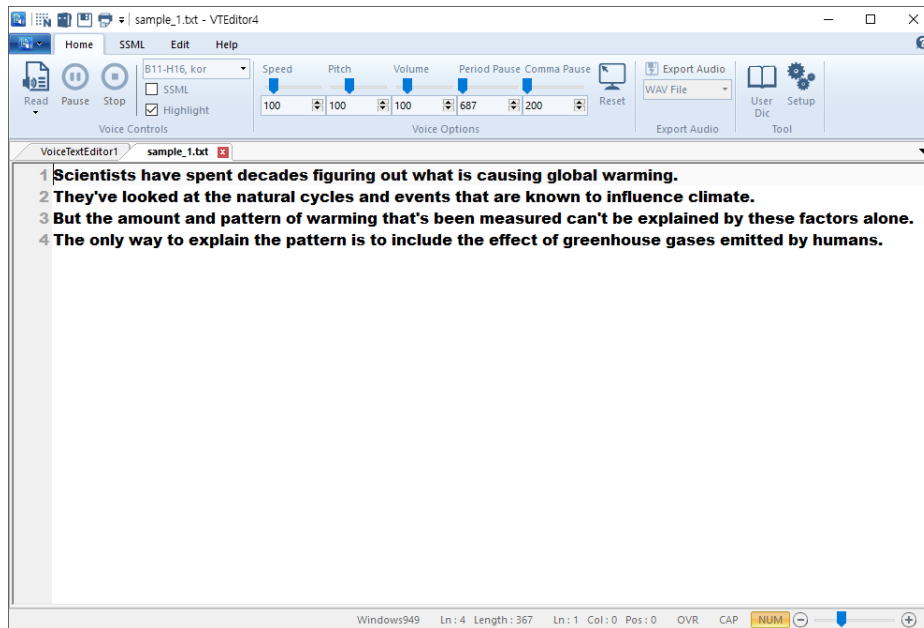 sample_1.txt - VTEditor4
Home SSML Edit Help
B11-H16, kor Speed Pitch Volume Period Pause Comma Pause Export Audio
SSML WAV File
Read Pause Stop Highlight 100 100 100 687 200 Reset User Dic Setup
Voice Controls Voice Options Export Audio Tool
VoiceTextEditor1 sample_1.txt
1 Scientists have spent decades figuring out what is causing global warming.
2 They've looked at the natural cycles and events that are known to influence climate.
3 But the amount and pattern of warming that's been measured can't be explained by these factors alone.
4 The only way to explain the pattern is to include the effect of greenhouse gases emitted by humans.
Windows949 Ln : 4 Length : 367 Ln : 1 Col : 0 Pos : 0 OVR CAP NUM